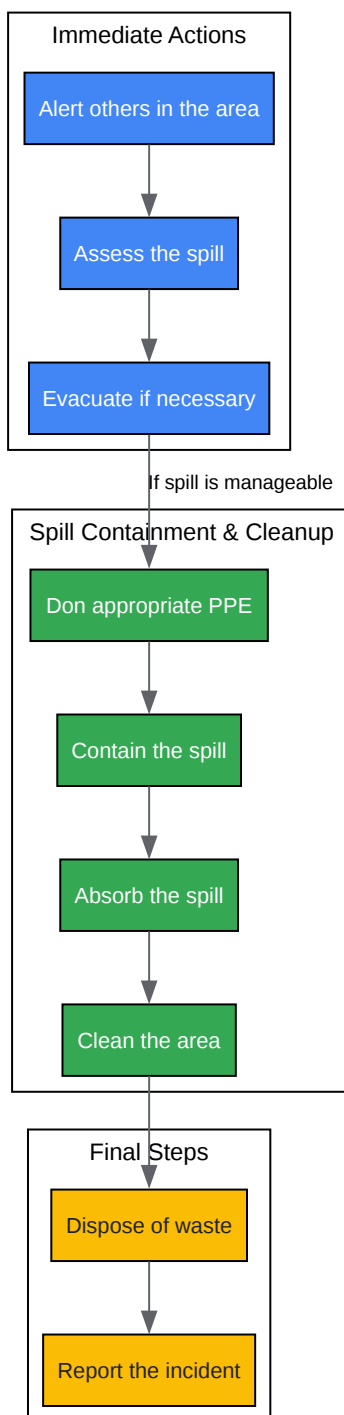 Immediate Actions
Alert others in the area
Assess the spill
Evacuate if necessary
If spill is manageable
Spill Containment & Cleanup
Don appropriate PPE
Contain the spill
Absorb the spill
Clean the area
Final Steps
Dispose of waste
Report the incident